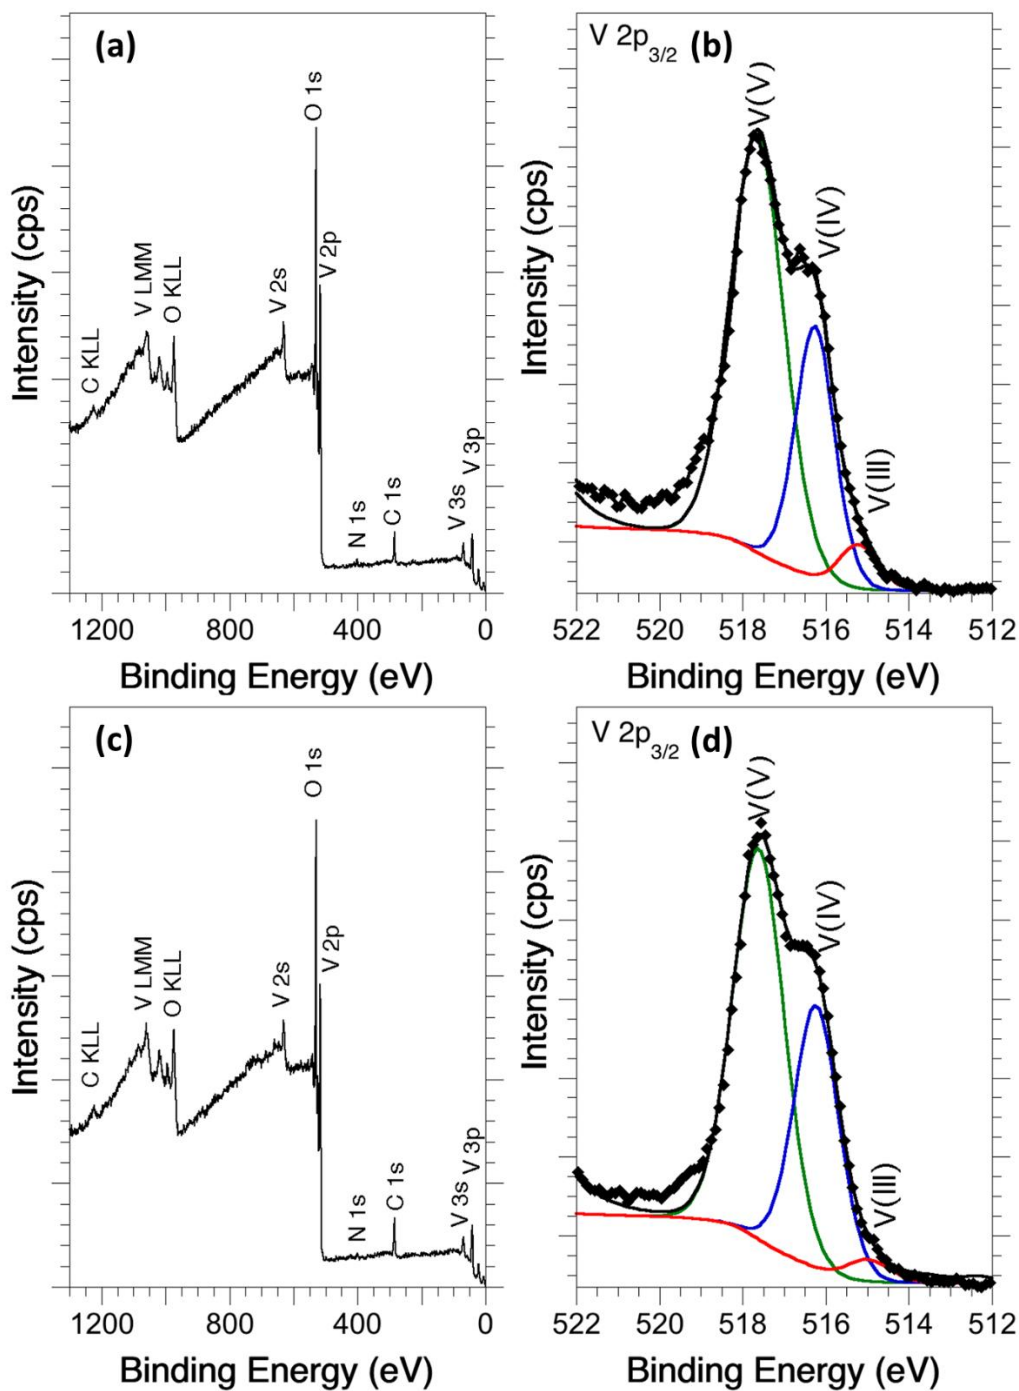 (a)
O 1s
V 2p
V LMM
O KLL
V 2s
C KLL
V 3p
N 1s
C 1s
V 3s
Intensity (cps)
1200 800 400 0
Binding Energy (eV)
V 2p3/2 (b)
V(V)
V(IV)
V(III)
Intensity (cps)
522 520 518 516 514 512
Binding Energy (eV)
(c)
O 1s
V 2p
V LMM
O KLL
V 2s
C KLL
V 3p
N 1s
C 1s
V 3s
Intensity (cps)
1200 800 400 0
Binding Energy (eV)
V 2p3/2 (d)
V(V)
V(IV)
V(III)
Intensity (cps)
522 520 518 516 514 512
Binding Energy (eV)